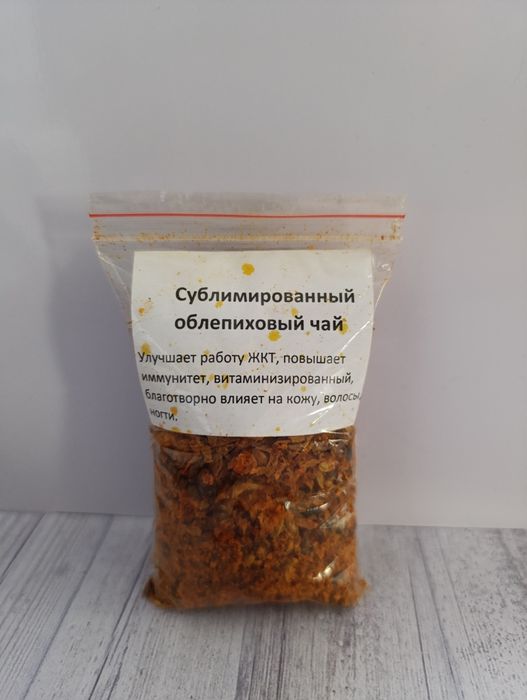 Сублимированный
облепиховый чай
Улучшает работу ЖКТ, повышает
иммунитет, витаминизированный,
благотворно влияет на кожу, волосы,
ногти.